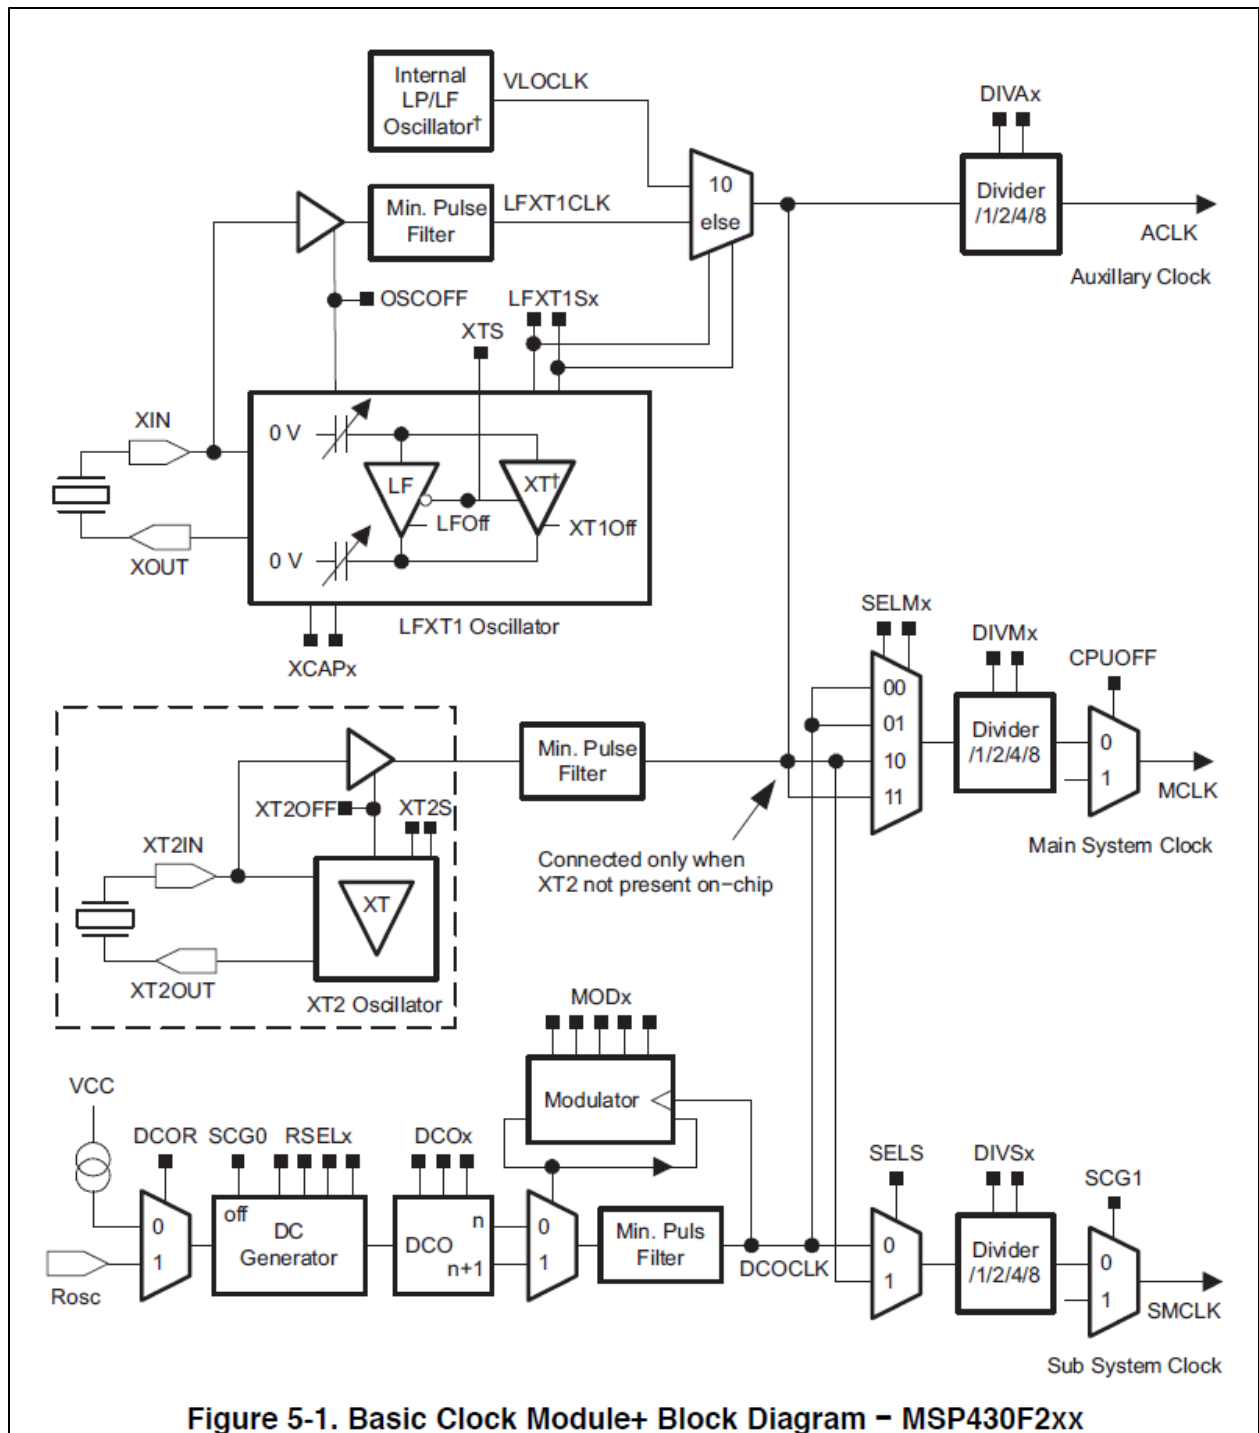 Internal
LP/LF
Oscillator†
VLOCLK
DIVAx
10
else
Divider
/1/2/4/8
ACLK
Auxillary Clock
Min. Pulse
Filter
LFXT1CLK
OSCOFF
LFXT1Sx
XTS
XIN
0 V
LF
XT†
LFOff
XT1Off
0 V
XOUT
LFXT1 Oscillator
XCAPx
SELMx
DIVMx
CPUOFF
00
01
10
11
Divider
/1/2/4/8
0
1
MCLK
Main System Clock
Min. Pulse
Filter
XT2OFF
XT2S
XT2IN
XT
XT2OUT
XT2 Oscillator
Connected only when
XT2 not present on−chip
MODx
Modulator
VCC
DCOR
SCG0
RSELx
DCOx
0
1
off
DC
Generator
n
DCO
n+1
0
1
Min. Puls
Filter
DCOCLK
Rosc
SELS
DIVSx
SCG1
0
1
Divider
/1/2/4/8
0
1
SMCLK
Sub System Clock
Figure 5-1. Basic Clock Module+ Block Diagram − MSP430F2xx